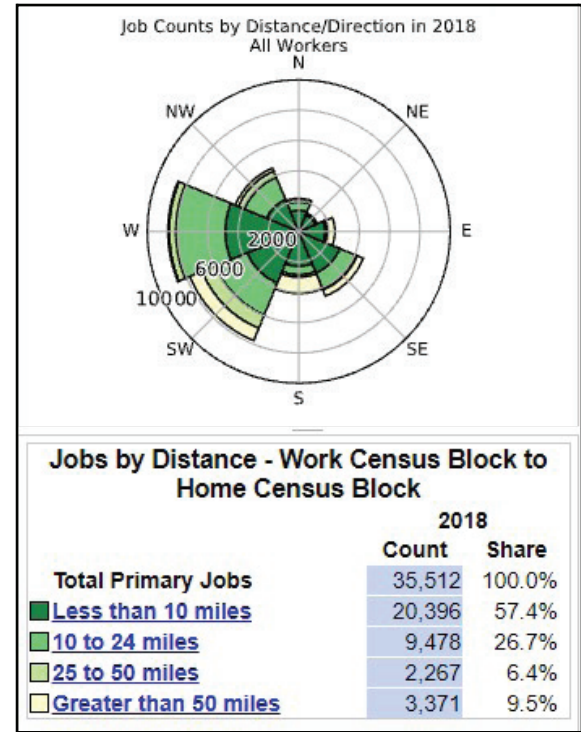 Job Counts by Distance/Direction in 2018
All Workers
N
NW
NE
W
2000
E
6000
10000
SW
SE
S
Jobs by Distance - Work Census Block to
Home Census Block
2018
Count Share
Total Primary Jobs 35,512 100.0%
Less than 10 miles 20,396 57.4%
10 to 24 miles 9,478 26.7%
25 to 50 miles 2,267 6.4%
Greater than 50 miles 3,371 9.5%